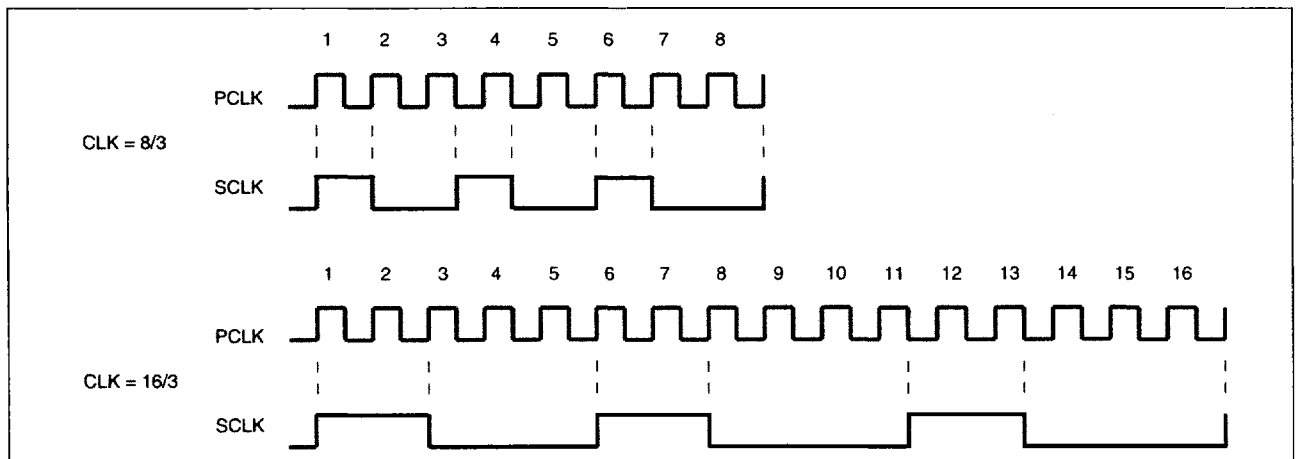 1 2 3 4 5 6 7 8
PCLK
CLK = 8/3
SCLK
1 2 3 4 5 6 7 8 9 10 11 12 13 14 15 16
PCLK
CLK = 16/3
SCLK